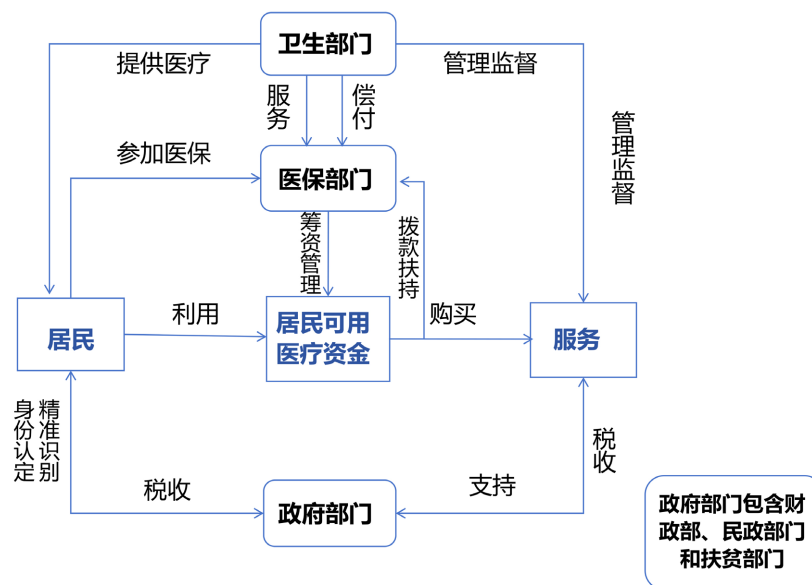 卫生部门
提供医疗
管理监督
服务
偿付
管理监督
参加医保
医保部门
筹资管理
拨款扶持
利用
购买
居民
居民可用
医疗资金
服务
身份认定
精准识别
税收
税收
支持
政府部门
政府部门包含财
政部、民政部门
和扶贫部门